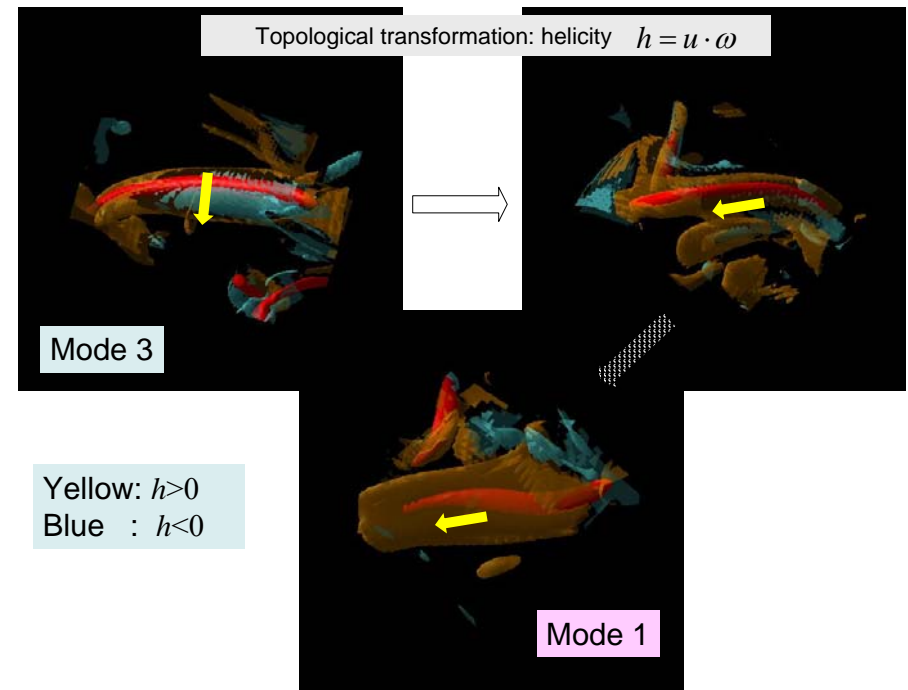 Topological transformation: helicity h = u · ω
Mode 3
Yellow: h>0
Blue : h<0
Mode 1